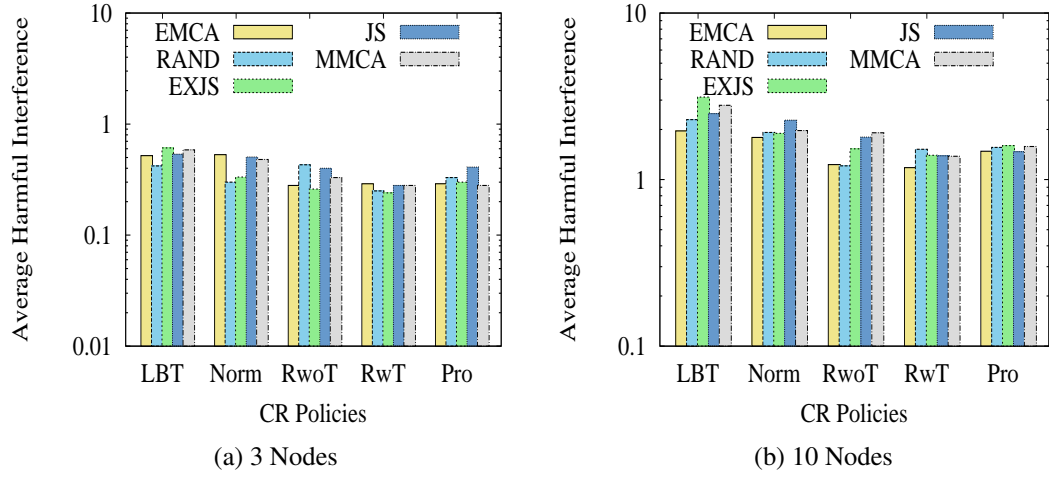 Average Harmful Interference
10
1
0.1
0.01
EMCA
RAND
EXJS
JS
MMCA
LBT Norm RwoT RwT Pro
CR Policies
(a) 3 Nodes
Average Harmful Interference
10
1
0.1
EMCA
RAND
EXJS
JS
MMCA
LBT Norm RwoT RwT Pro
CR Policies
(b) 10 Nodes